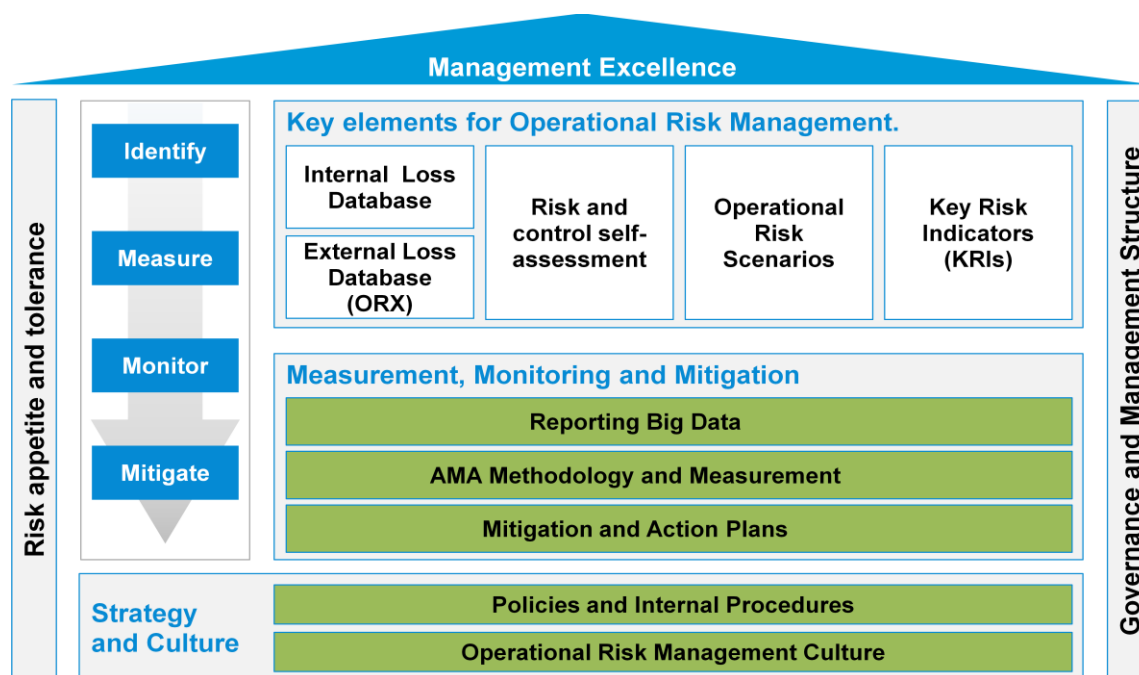 Management Excellence
Risk appetite and tolerance
Identify
Measure
Monitor
Mitigate
Key elements for Operational Risk Management.
Internal Loss
Database
External Loss
Database
(ORX)
Risk and
control self-
assessment
Operational
Risk
Scenarios
Key Risk
Indicators
(KRIs)
Measurement, Monitoring and Mitigation
Reporting Big Data
AMA Methodology and Measurement
Mitigation and Action Plans
Strategy
and Culture
Policies and Internal Procedures
Operational Risk Management Culture
Governance and Management Structure